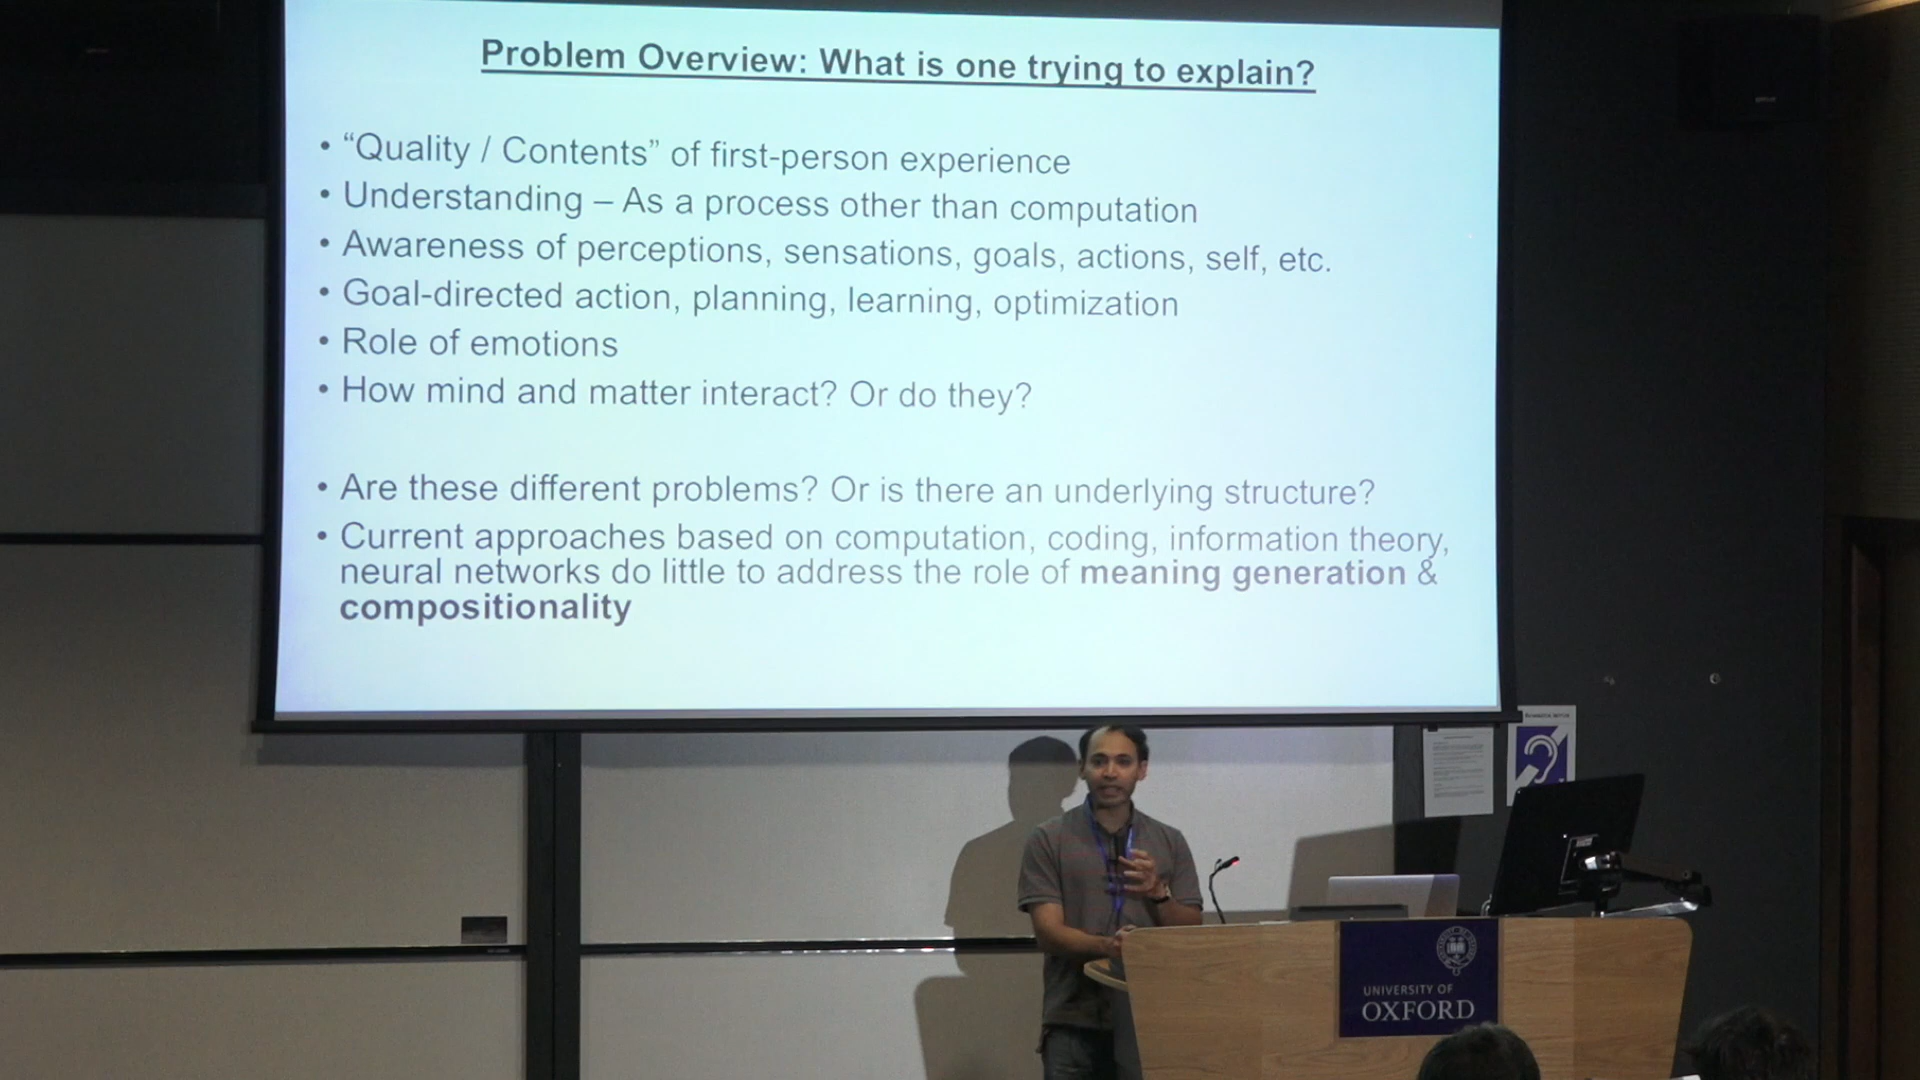 Problem Overview: What is one trying to explain?
• “Quality / Contents” of first-person experience
• Understanding – As a process other than computation
• Awareness of perceptions, sensations, goals, actions, self, etc.
• Goal-directed action, planning, learning, optimization
• Role of emotions
• How mind and matter interact? Or do they?
• Are these different problems? Or is there an underlying structure?
• Current approaches based on computation, coding, information theory,
neural networks do little to address the role of meaning generation &
compositionality
UNIVERSITY OF
OXFORD